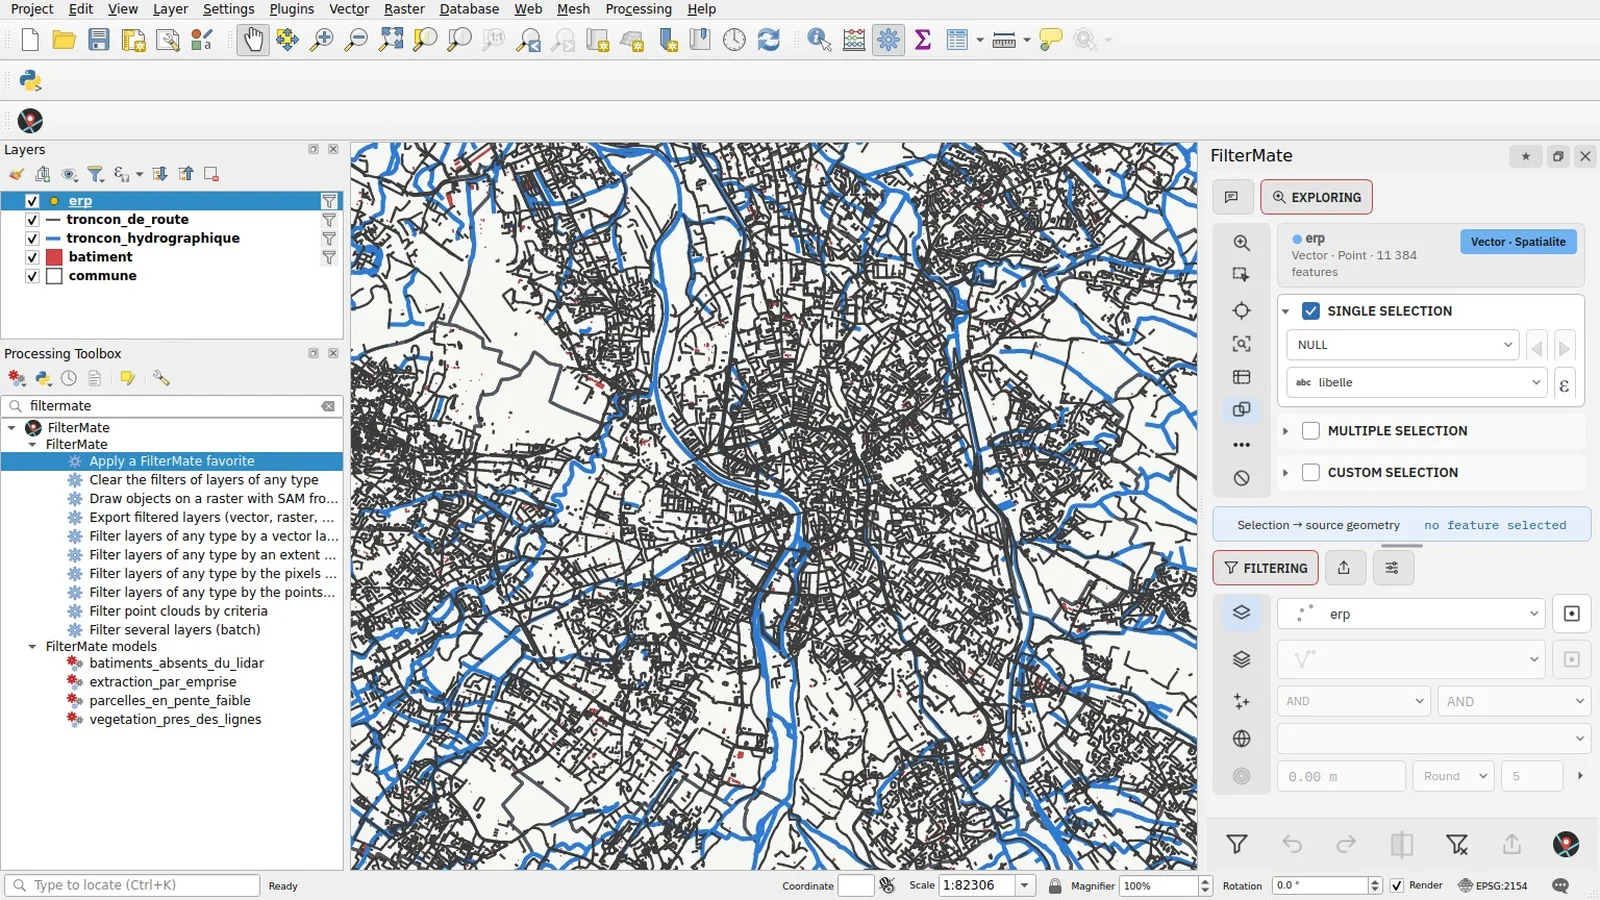 Project Edit View Layer Settings Plugins Vector Raster Database Web Mesh Processing Help
Layers
erp
troncon_de_route
troncon_hydrographique
batiment
commune
Processing Toolbox
filtermate
FilterMate
FilterMate
Apply a FilterMate favorite
Clear the filters of layers of any type
Draw objects on a raster with SAM fro...
Export filtered layers (vector, raster, ...
Filter layers of any type by a vector la...
Filter layers of any type by an extent ...
Filter layers of any type by the pixels ...
Filter layers of any type by the points...
Filter point clouds by criteria
Filter several layers (batch)
FilterMate models
batiments_absents_du_lidar
extraction_par_emprise
parcelles_en_pente_faible
vegetation_pres_des_lignes
FilterMate
EXPLORING
erp
Vector · Point · 11 384
features
Vector · Spatialite
SINGLE SELECTION
NULL
abc libelle
ε
MULTIPLE SELECTION
CUSTOM SELECTION
Selection → source geometry no feature selected
FILTERING
erp
AND AND
0.00 m Round 5
Type to locate (Ctrl+K) Ready Coordinate Scale 1:82306 Magnifier 100% Rotation 0.0 ° Render EPSG:2154